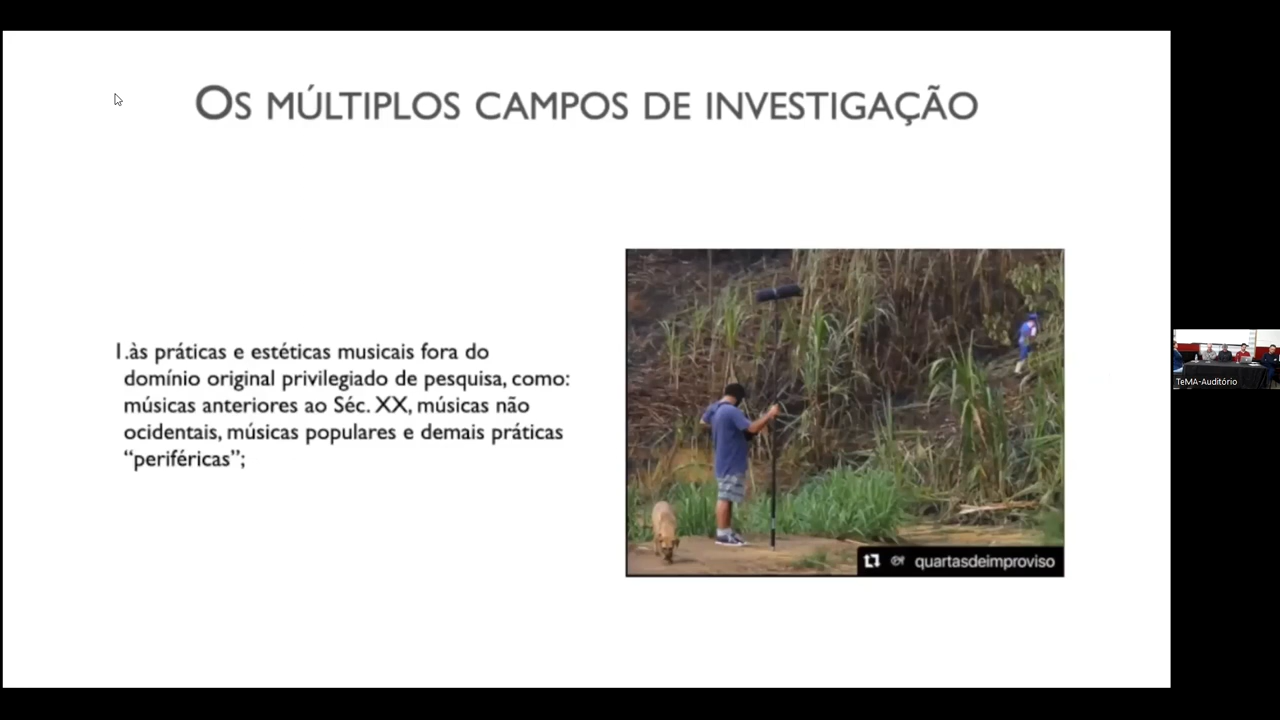 Os múltiplos campos de investigação
1.às práticas e estéticas musicais fora do
domínio original privilegiado de pesquisa, como:
músicas anteriores ao Séc. XX, músicas não
ocidentais, músicas populares e demais práticas
“periféricas”;
quartasdeimproviso
TeMA-Auditório